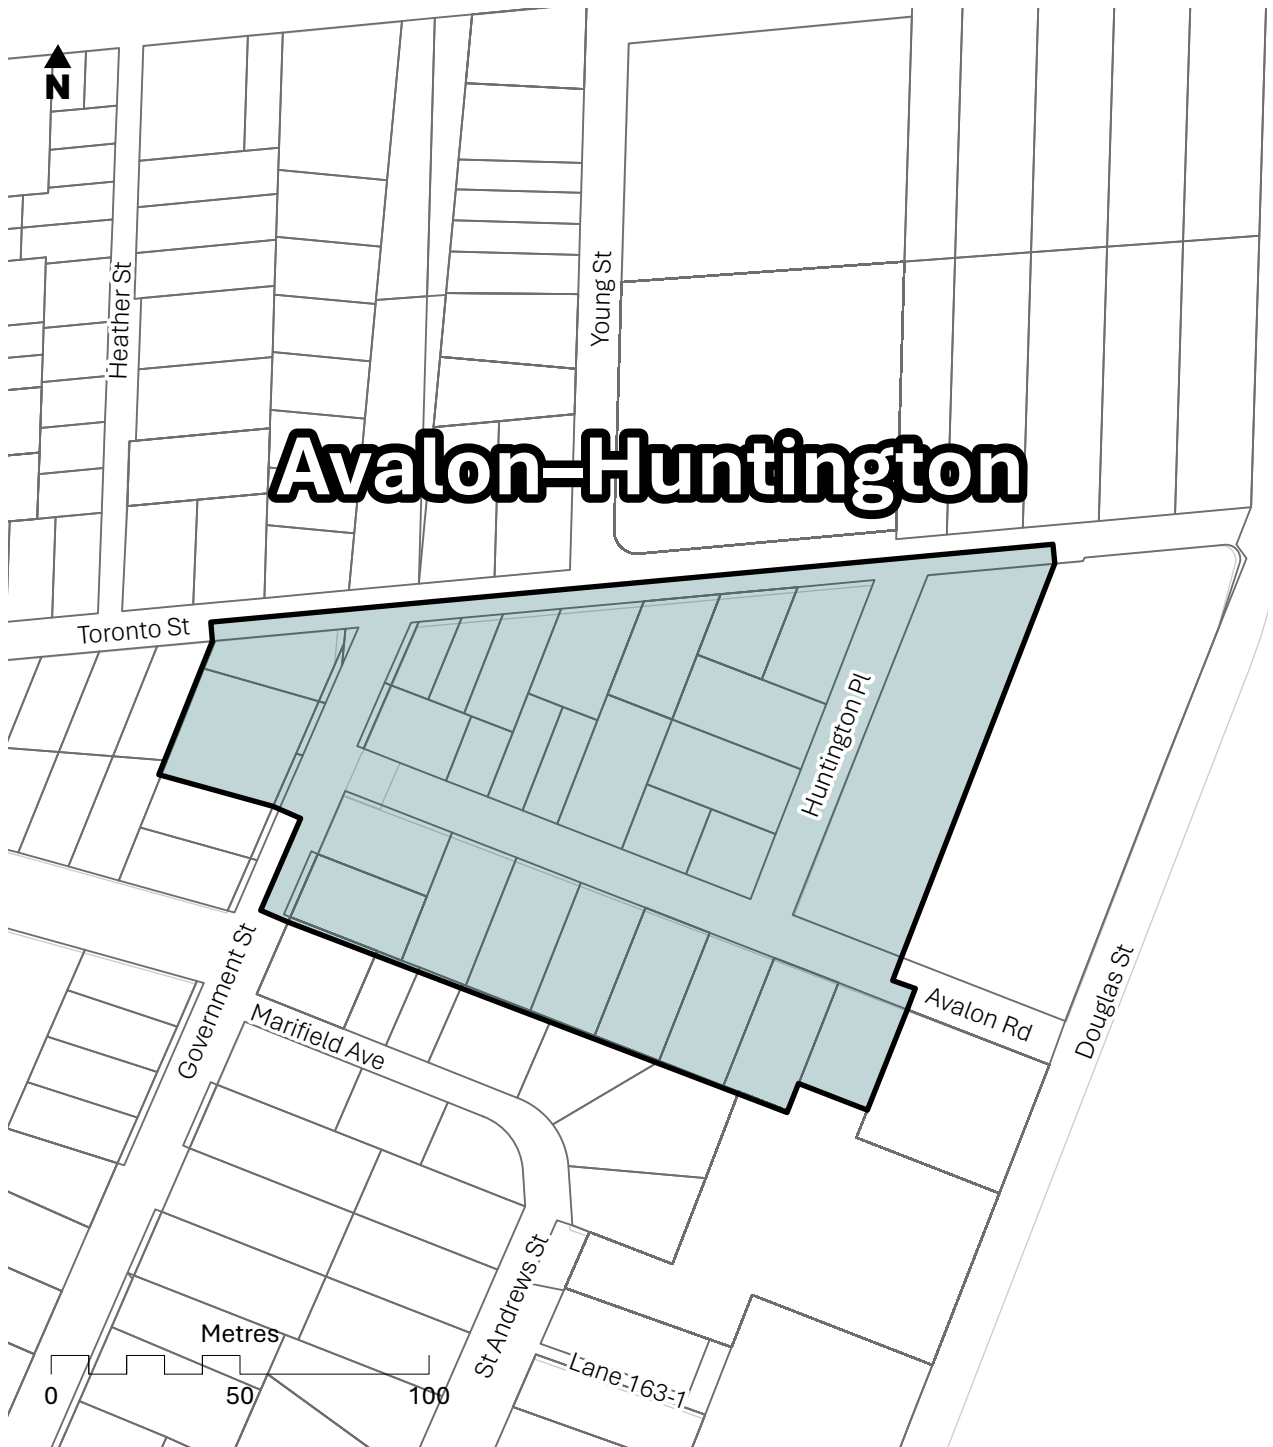 N
Heather St
Young St
Avalon–Huntington
Toronto St
Huntington Pl
Government St
Marifield Ave
Avalon Rd
Douglas St
St Andrews St
Lane 163-1
Metres
0 50 100